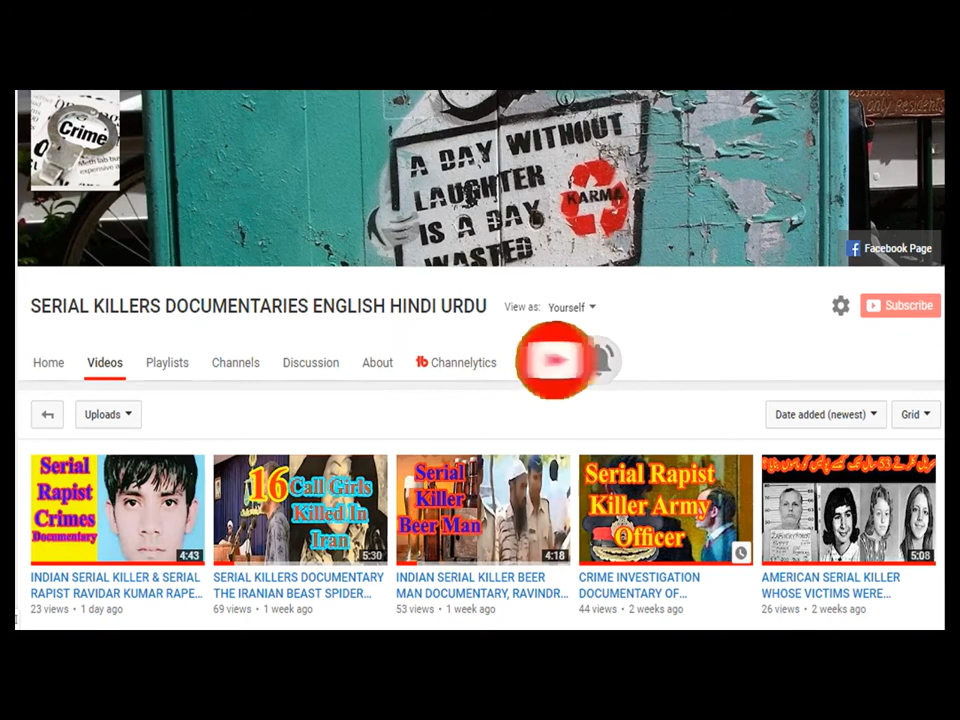 Crime
Meth lab bu
expensive a
only Residents
A DAY WITHOUT
LAUGHTER
IS A DAY
WASTED
KARMA
Facebook Page
SERIAL KILLERS DOCUMENTARIES ENGLISH HINDI URDU
View as: Yourself
Subscribe
Home Videos Playlists Channels Discussion About Channelytics
Uploads
Date added (newest)
Grid
Serial
Rapist
Crimes
Documentary
4:43
16 Call Girls
Killed In
Iran
5:30
Serial
Killer
Beer Man
4:18
Serial Rapist
Killer Army
Officer
5:08
INDIAN SERIAL KILLER & SERIAL
RAPIST RAVIDAR KUMAR RAPE...
23 views • 1 day ago
SERIAL KILLERS DOCUMENTARY
THE IRANIAN BEAST SPIDER...
69 views • 1 week ago
INDIAN SERIAL KILLER BEER
MAN DOCUMENTARY, RAVINDR...
53 views • 1 week ago
CRIME INVESTIGATION
DOCUMENTARY OF...
44 views • 2 weeks ago
AMERICAN SERIAL KILLER
WHOSE VICTIMS WERE...
26 views • 2 weeks ago